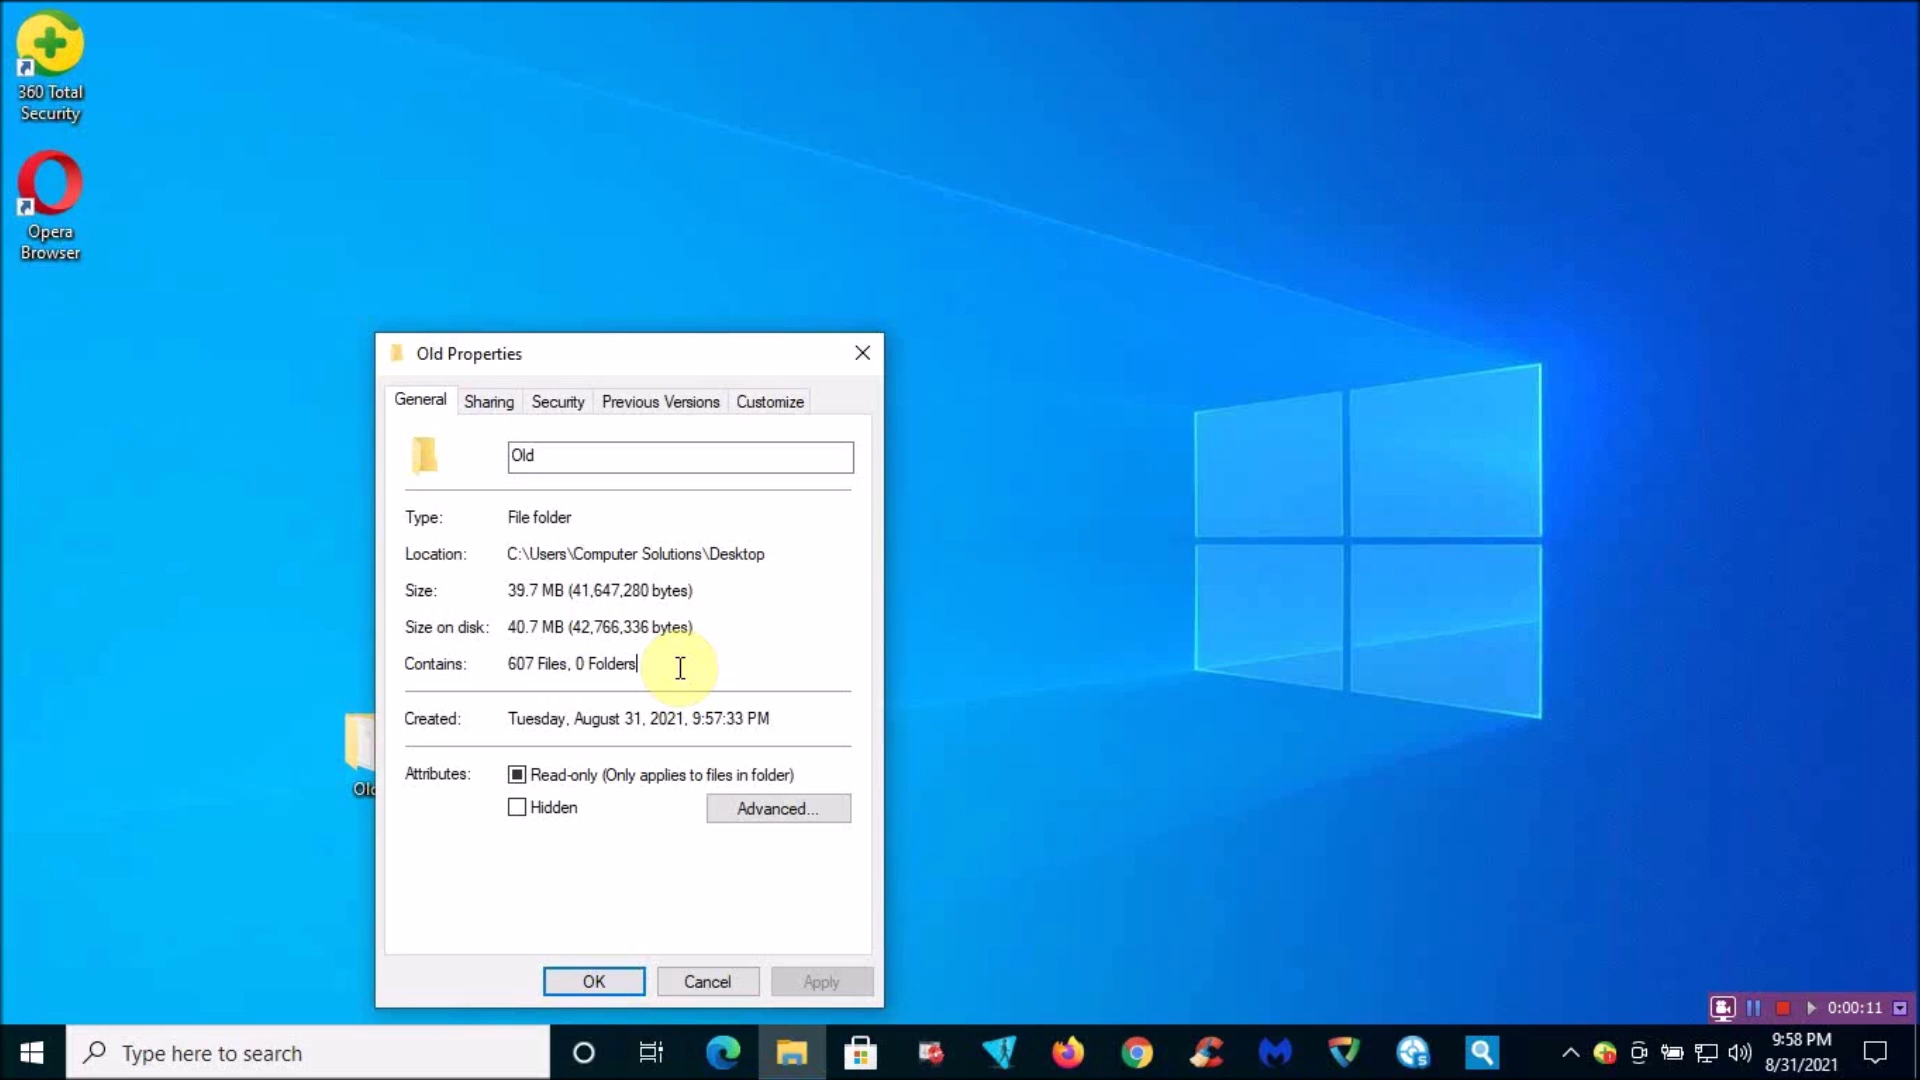 360 Total
Security
Opera
Browser
Old Properties
General Sharing Security Previous Versions Customize
Old
Type: File folder
Location: C:\Users\Computer Solutions\Desktop
Size: 39.7 MB (41,647,280 bytes)
Size on disk: 40.7 MB (42,766,336 bytes)
Contains: 607 Files, 0 Folders
Created: Tuesday, August 31, 2021, 9:57:33 PM
Attributes: Read-only (Only applies to files in folder)
Hidden Advanced...
Old
OK Cancel Apply
0:00:11
Type here to search
9:58 PM
8/31/2021